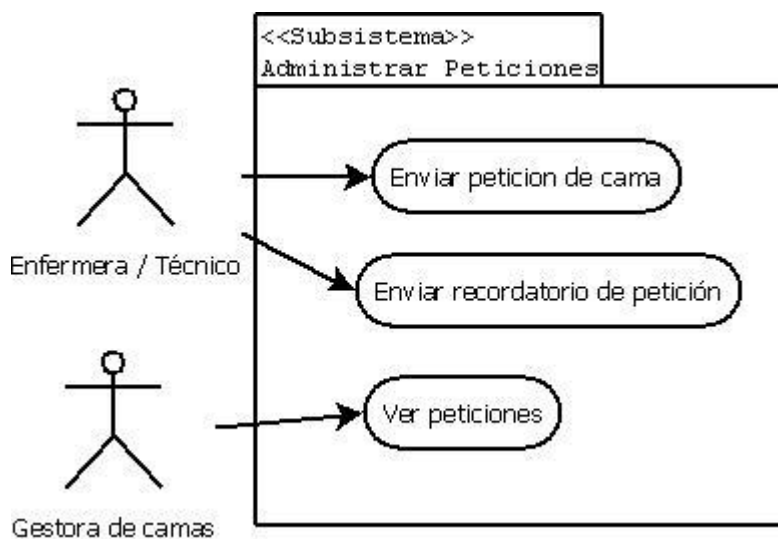 <<Subsistema>>
Administrar Peticiones
Enviar peticion de cama
Enfermera / Técnico
Enviar recordatorio de petición
Ver peticiones
Gestora de camas